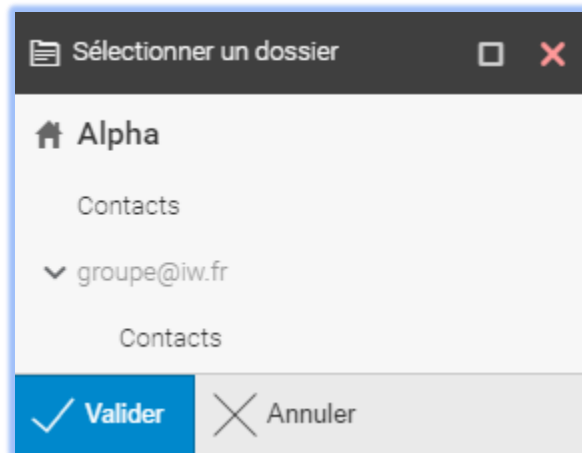 Sélectionner un dossier
Alpha
Contacts
groupe@iw.fr
Contacts
Valider Annuler